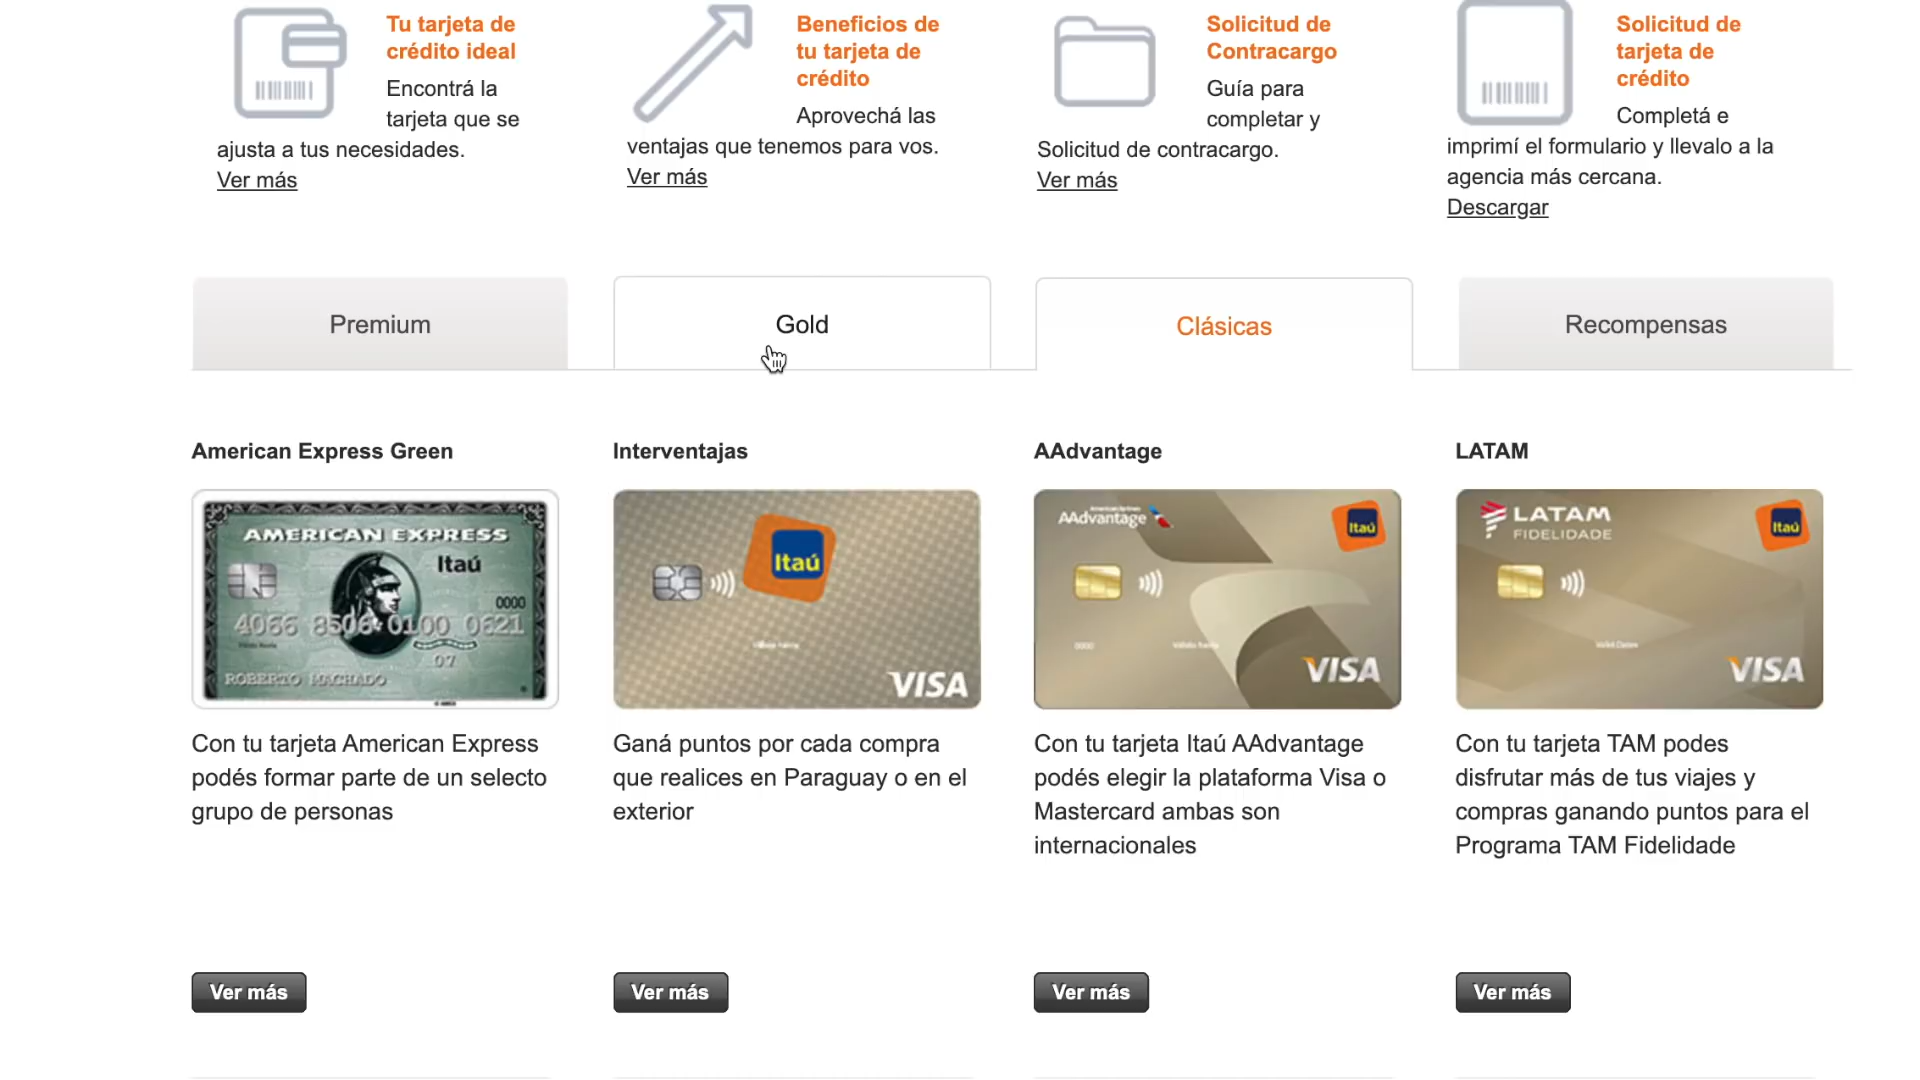 Tu tarjeta de
crédito ideal
Encontrá la
tarjeta que se
ajusta a tus necesidades.
Ver más
Beneficios de
tu tarjeta de
crédito
Aprovechá las
ventajas que tenemos para vos.
Ver más
Solicitud de
Contracargo
Guía para
completar y
Solicitud de contracargo.
Ver más
Solicitud de
tarjeta de
crédito
Completá e
imprimí el formulario y llevalo a la
agencia más cercana.
Descargar
Premium
Gold
Clásicas
Recompensas
American Express Green
AMERICAN EXPRESS
Itaú
0000
4066 8506 0100 0621
07
ROBERTO MACHADO
Con tu tarjeta American Express
podés formar parte de un selecto
grupo de personas
Ver más
Interventajas
Itaú
VISA
Ganá puntos por cada compra
que realices en Paraguay o en el
exterior
Ver más
AAdvantage
American Airlines
AAdvantage
Itaú
0000
VISA
Con tu tarjeta Itaú AAdvantage
podés elegir la plataforma Visa o
Mastercard ambas son
internacionales
Ver más
LATAM
LATAM
FIDELIDADE
Itaú
VISA
Con tu tarjeta TAM podes
disfrutar más de tus viajes y
compras ganando puntos para el
Programa TAM Fidelidade
Ver más